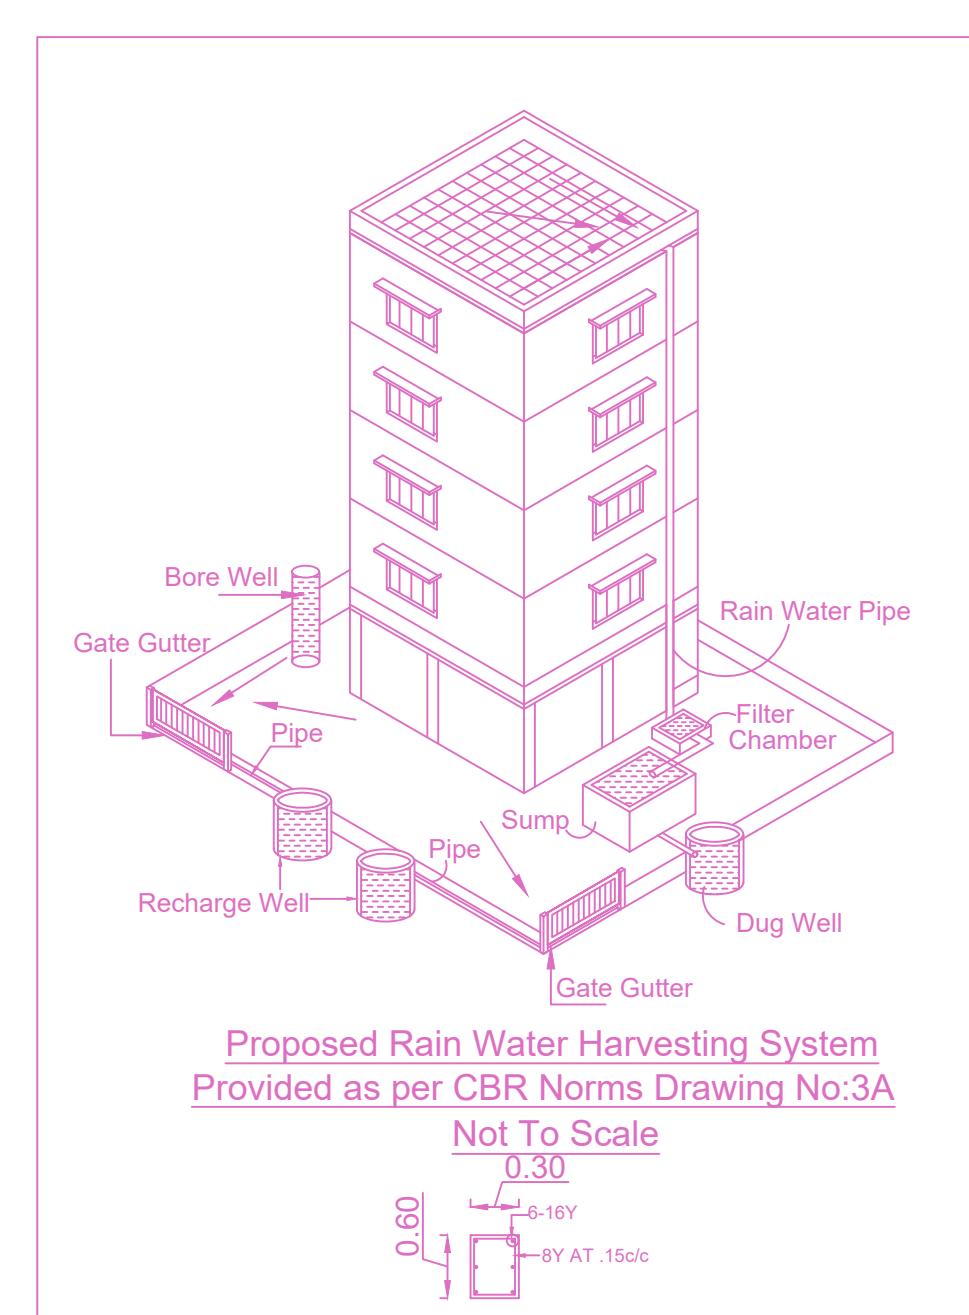 Bore Well
Rain Water Pipe
Gate Gutter
Filter
Chamber
Pipe
Sump
Pipe
Recharge Well
Dug Well
Gate Gutter
Proposed Rain Water Harvesting System
Provided as per CBR Norms Drawing No:3A
Not To Scale
0.30
0.60
6-16Y
8Y AT .15c/c